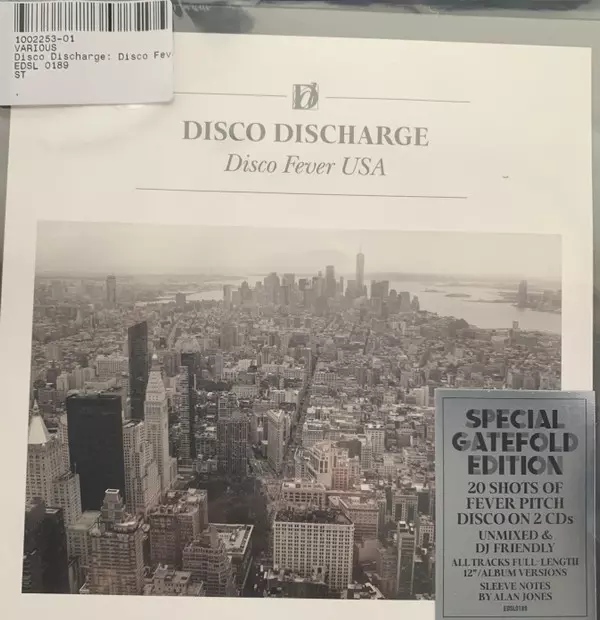 1002253-01
VARIOUS
Disco Discharge: Disco Fev
EDSL 0189
ST
DISCO DISCHARGE
Disco Fever USA
SPECIAL
GATEFOLD
EDITION
20 SHOTS OF
FEVER PITCH
DISCO ON 2 CDs
UNMIXED &
DJ FRIENDLY
ALL TRACKS FULL-LENGTH
12"/ALBUM VERSIONS
SLEEVE NOTES
BY ALAN JONES
EDSL0189